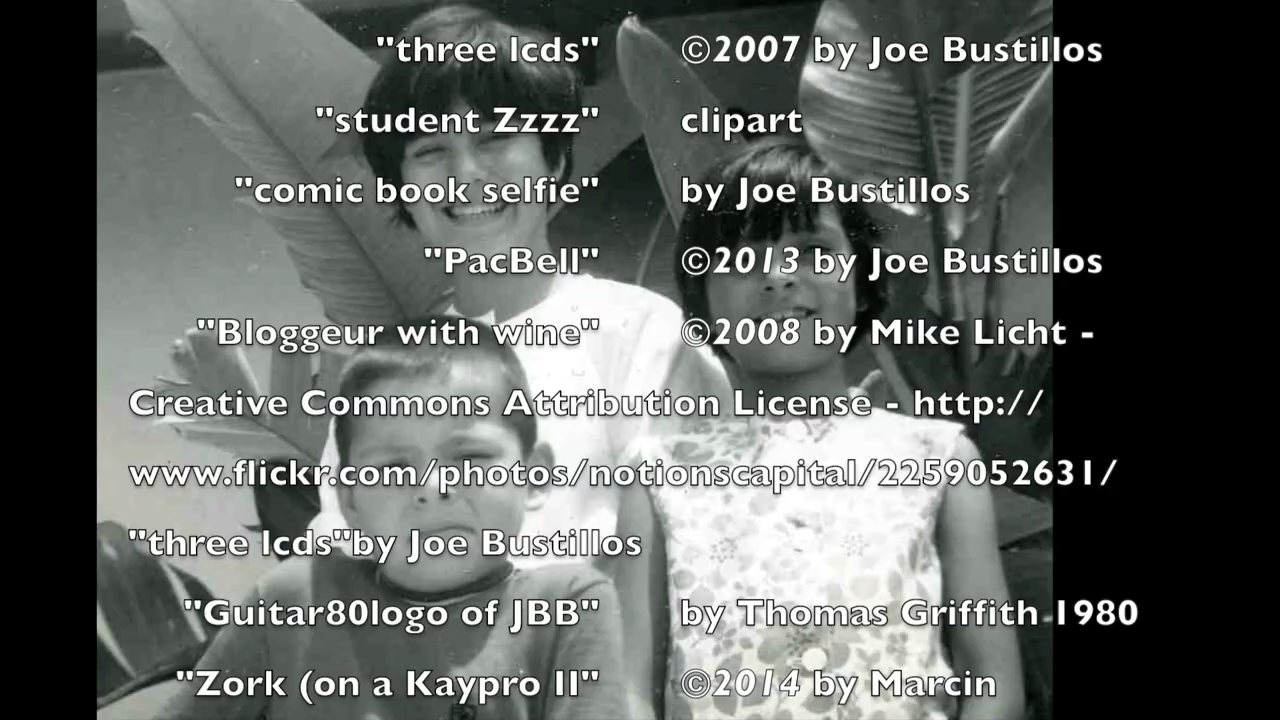 "three lcds" ©2007 by Joe Bustillos
"student Zzzz" clipart
"comic book selfie" by Joe Bustillos
"PacBell" ©2013 by Joe Bustillos
"Bloggeur with wine" ©2008 by Mike Licht -
Creative Commons Attribution License - http://
www.flickr.com/photos/notionscapital/2259052631/
"three lcds"by Joe Bustillos
"Guitar80logo of JBB" by Thomas Griffith 1980
"Zork (on a Kaypro II" ©2014 by Marcin